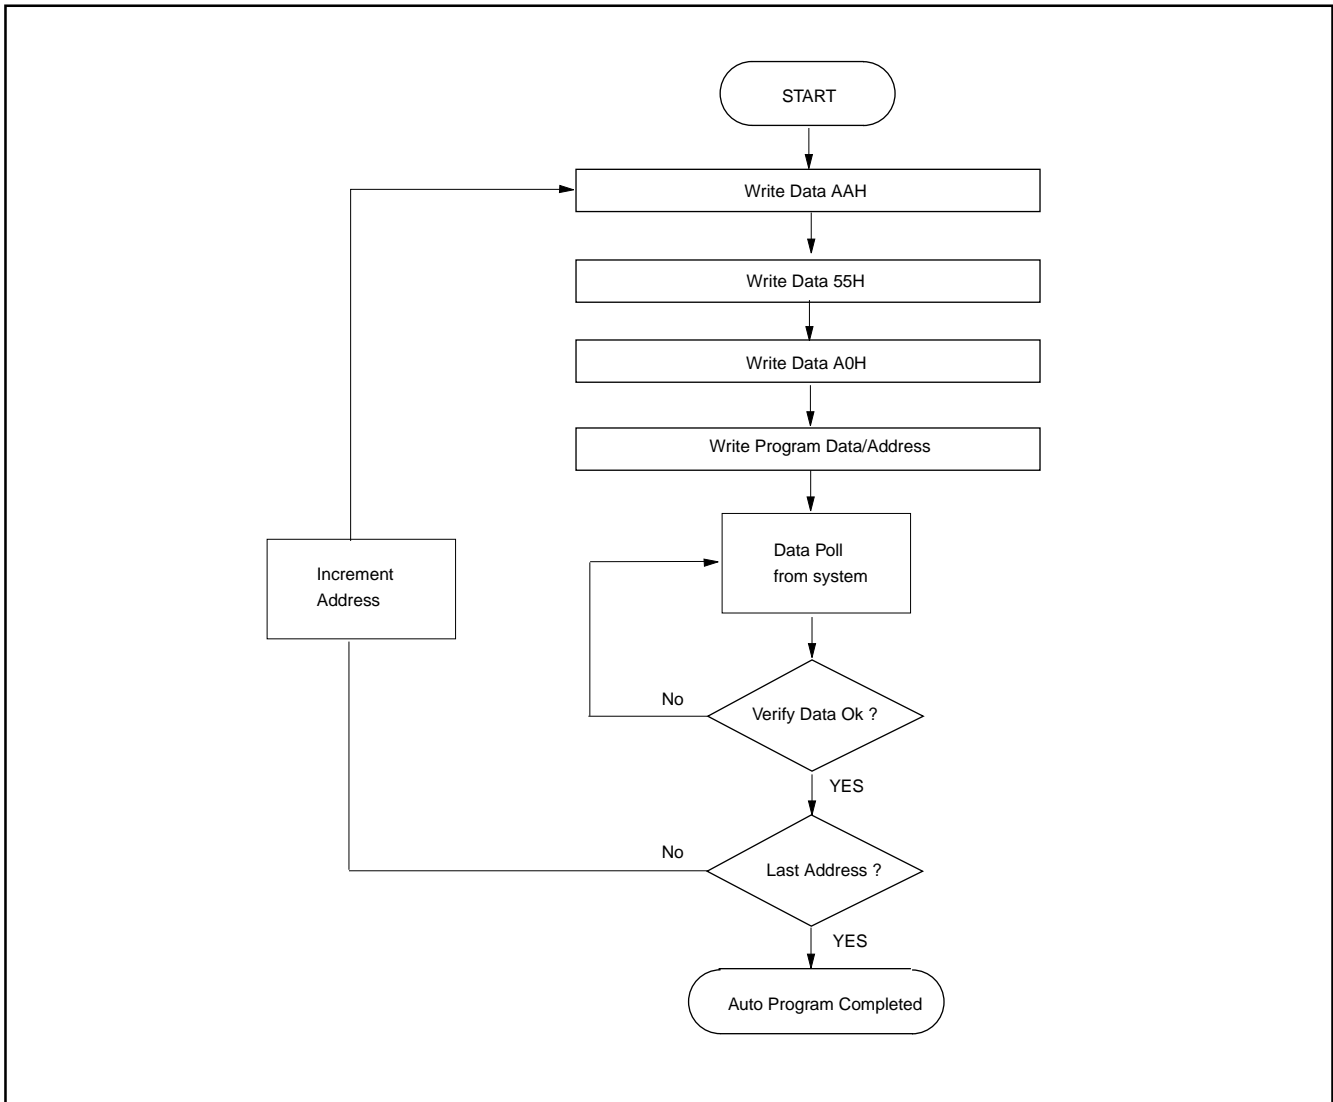 START
Write Data AAH
Write Data 55H
Write Data A0H
Write Program Data/Address
Data Poll
from system
Increment
Address
No
Verify Data Ok ?
YES
No
Last Address ?
YES
Auto Program Completed